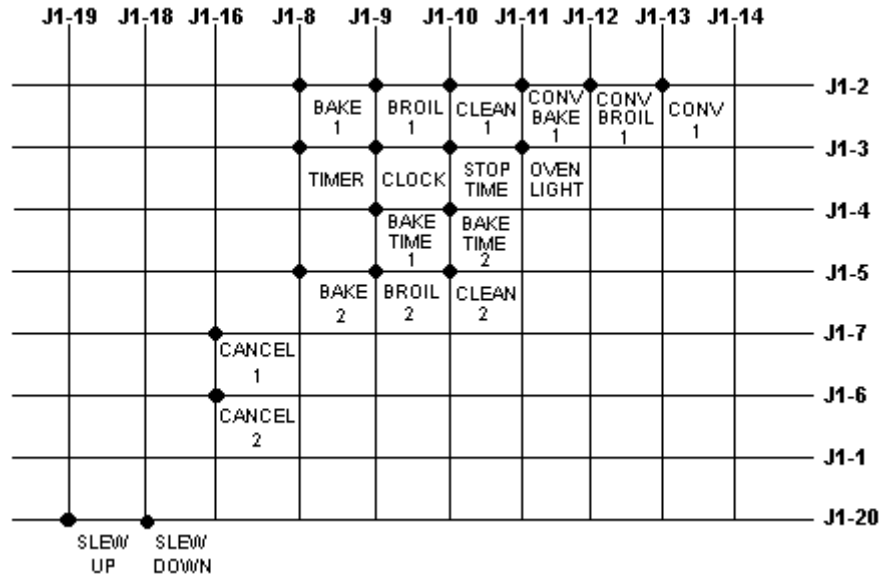 J1-19 J1-18 J1-16 J1-8 J1-9 J1-10 J1-11 J1-12 J1-13 J1-14
J1-2
BAKE 1
BROIL 1
CLEAN 1
CONV BAKE 1
CONV BROIL 1
CONV 1
J1-3
TIMER
CLOCK
STOP TIME
OVEN LIGHT
J1-4
BAKE TIME 1
BAKE TIME 2
J1-5
BAKE 2
BROIL 2
CLEAN 2
J1-7
CANCEL 1
J1-6
CANCEL 2
J1-1
J1-20
SLEW UP
SLEW DOWN